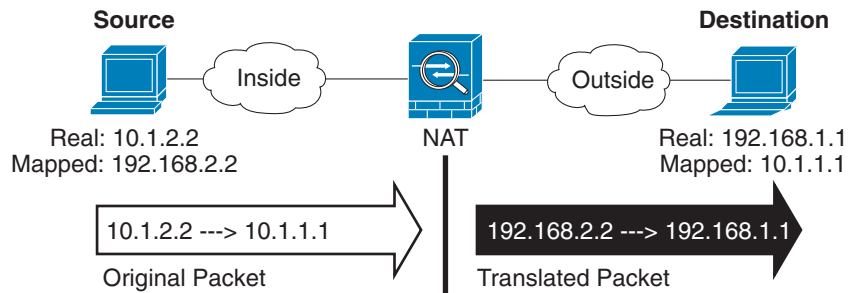 Source
Destination
Inside
Outside
Real: 10.1.2.2
Mapped: 192.168.2.2
NAT
Real: 192.168.1.1
Mapped: 10.1.1.1
10.1.2.2 ---> 10.1.1.1
192.168.2.2 ---> 192.168.1.1
Original Packet
Translated Packet